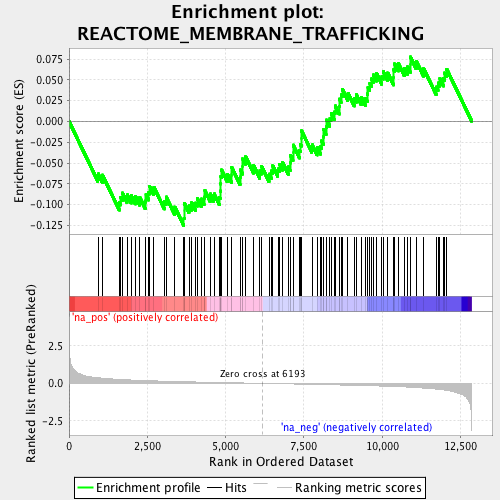 Enrichment plot:
REACTOME_MEMBRANE_TRAFFICKING
Enrichment score (ES)
0.075
0.050
0.025
0.000
-0.025
-0.050
-0.075
-0.100
-0.125
'na_pos' (positively correlated)
Ranked list metric (PreRanked)
2.5
0.0
-2.5
Zero cross at 6193
'na_neg' (negatively correlated)
0
2,500
5,000
7,500
10,000
12,500
Rank in Ordered Dataset
Enrichment profile
Hits
Ranking metric scores